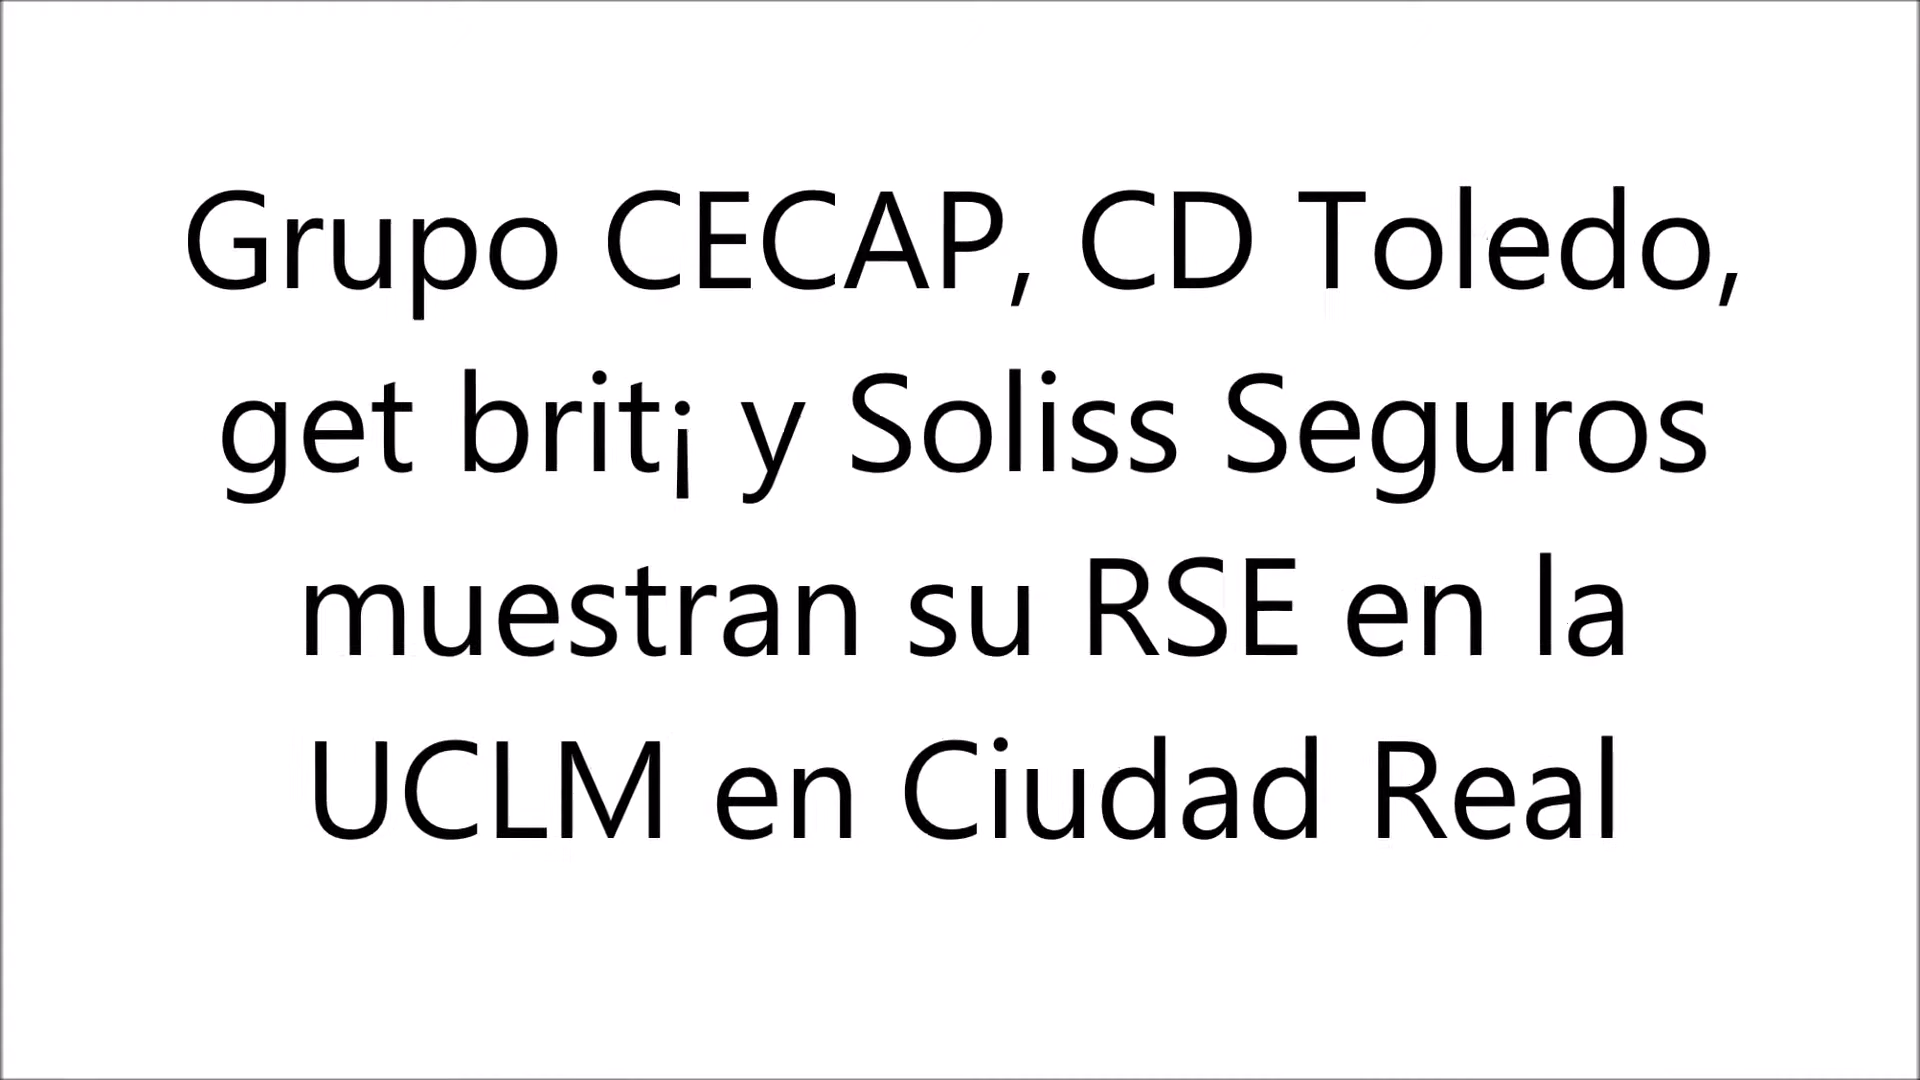 Grupo CECAP, CD Toledo,
get brit¡ y Soliss Seguros
muestran su RSE en la
UCLM en Ciudad Real